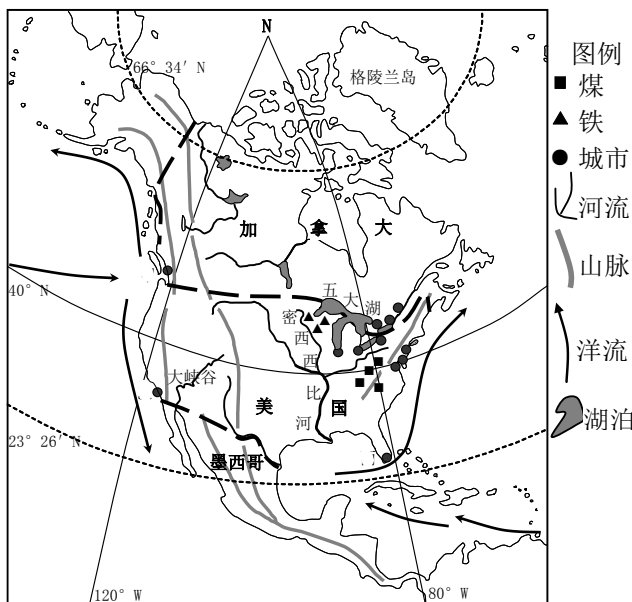 N
66° 34′ N
格陵兰岛
加 拿 大
40° N
五大湖
密西西比河
大峡谷
美 国
23° 26′ N
墨西哥
120° W
80° W
图例
煤
铁
城市
河流
山脉
洋流
湖泊